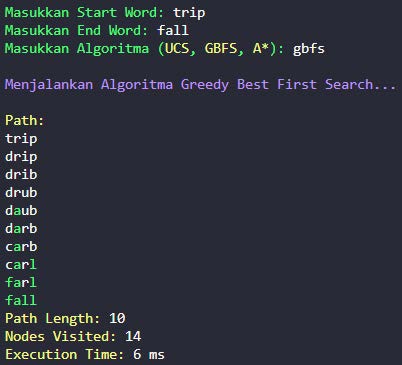 Masukkan Start Word: trip
Masukkan End Word: fall
Masukkan Algoritma (UCS, GBFS, A*): gbfs
Menjalankan Algoritma Greedy Best First Search...
Path:
trip
drip
drib
drub
daub
darb
carb
carl
farl
fall
Path Length: 10
Nodes Visited: 14
Execution Time: 6 ms